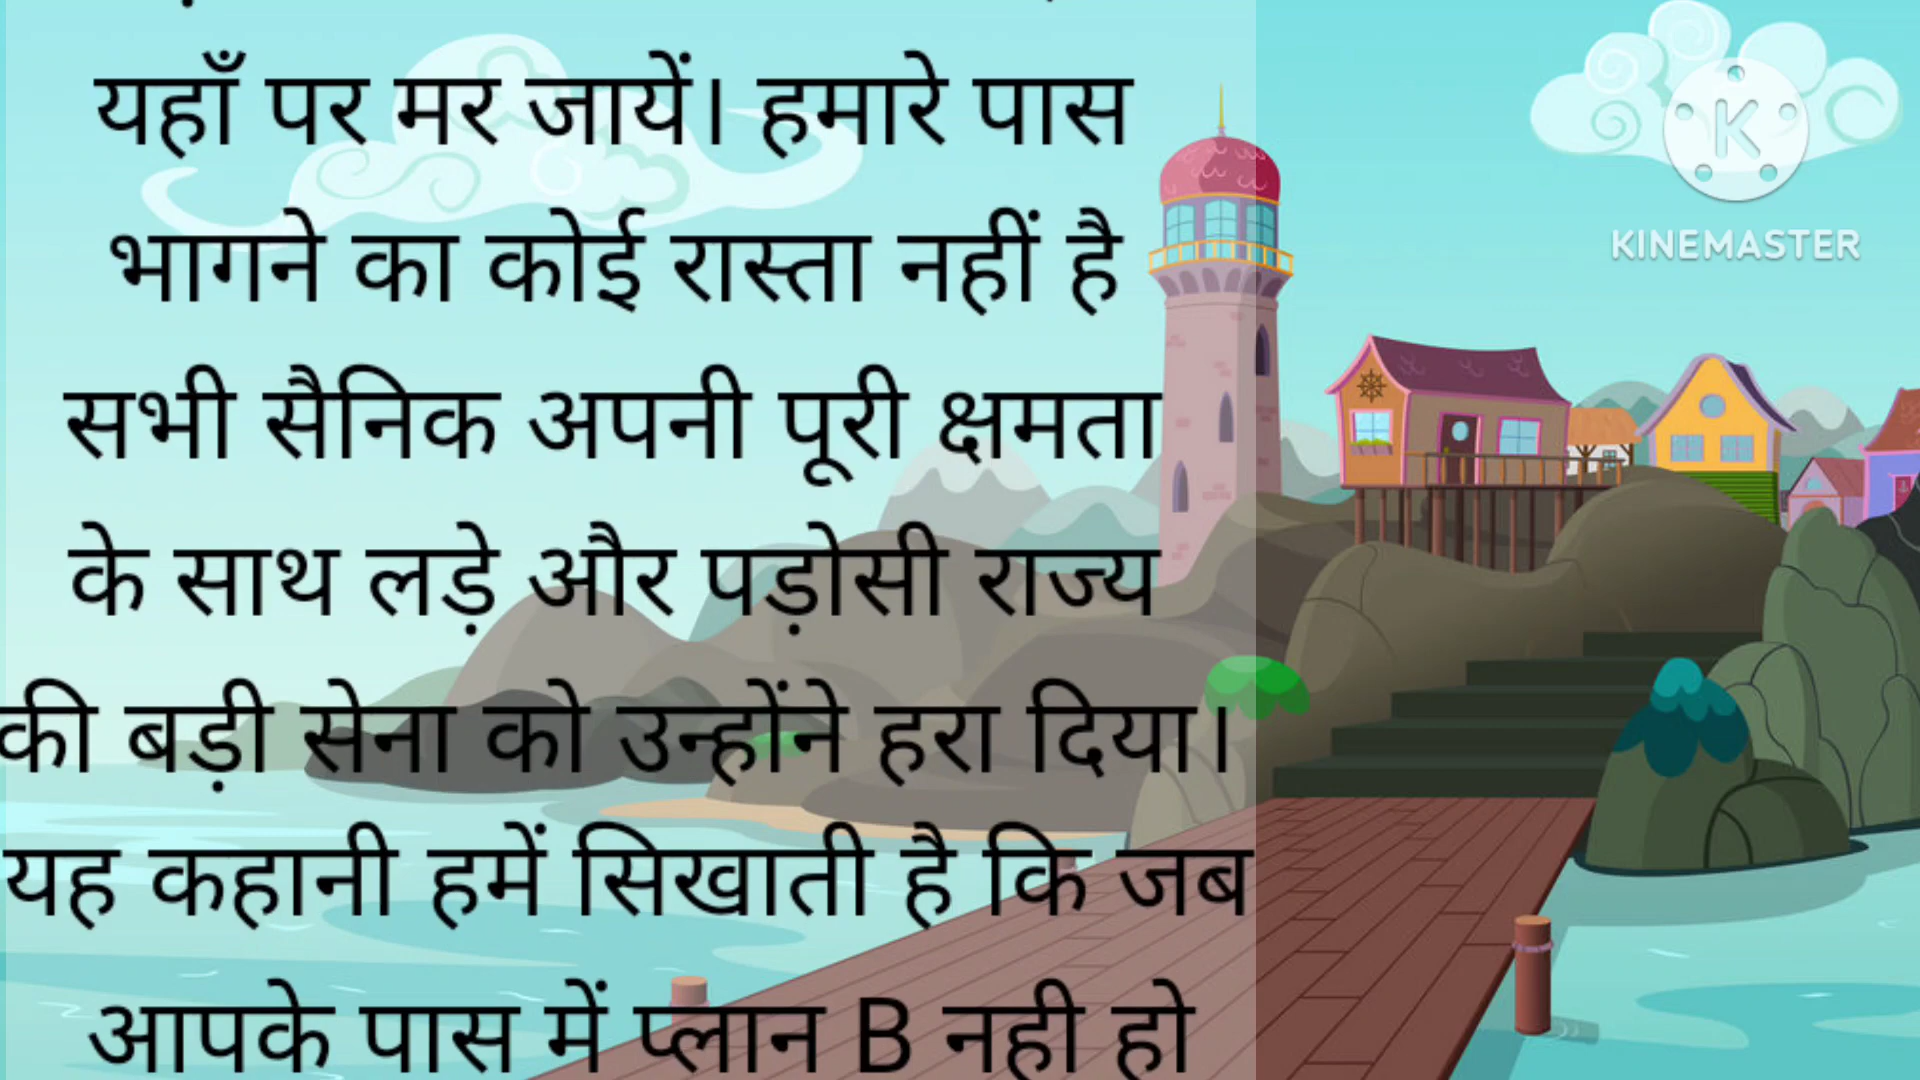 यहाँ पर मर जायें। हमारे पास
भागने का कोई रास्ता नहीं है
सभी सैनिक अपनी पूरी क्षमता
के साथ लड़े और पड़ोसी राज्य
की बड़ी सेना को उन्होंने हरा दिया।
यह कहानी हमें सिखाती है कि जब
आपके पास में प्लान B नही हो
K
KINEMASTER